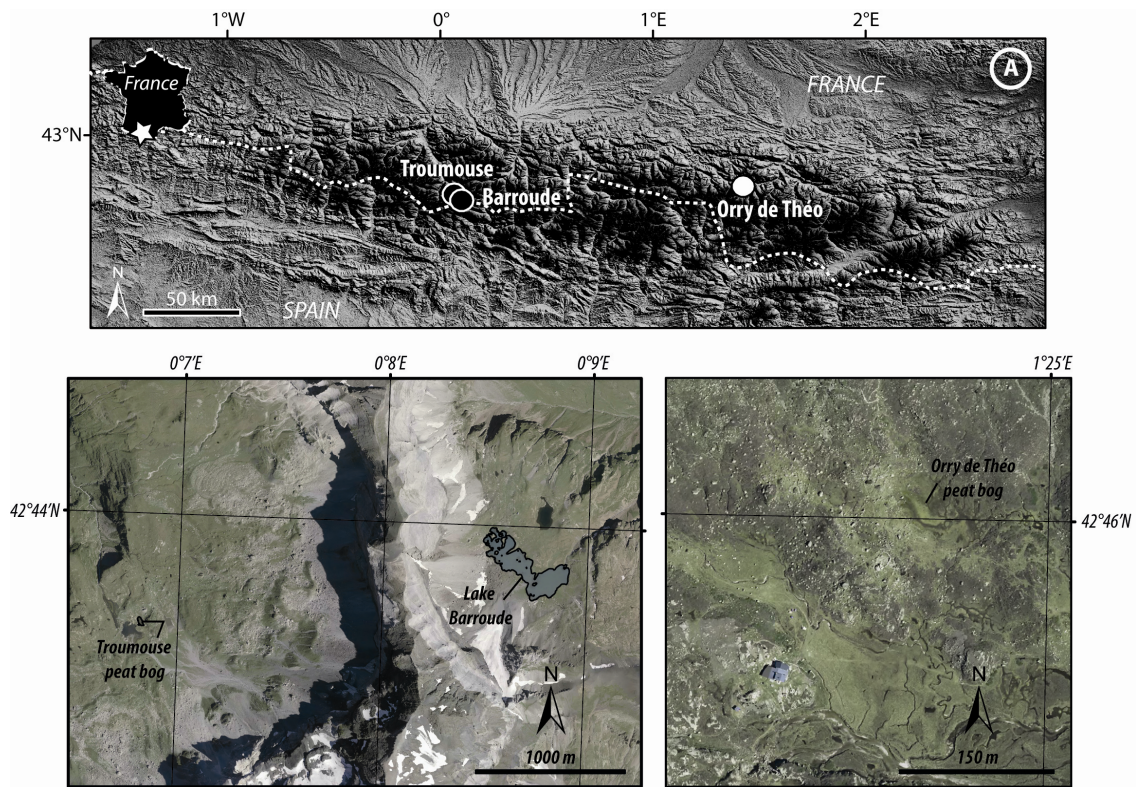 1°W 0° 1°E 2°E
A
France
FRANCE
43°N
Troumouse
Barroude
Orry de Théo
N
50 km
SPAIN
0°7'E 0°8'E 0°9'E
1°25'E
Orry de Théo
peat bog
42°44'N
42°46'N
Lake
Barroude
Troumouse
peat bog
N
1000 m
N
150 m